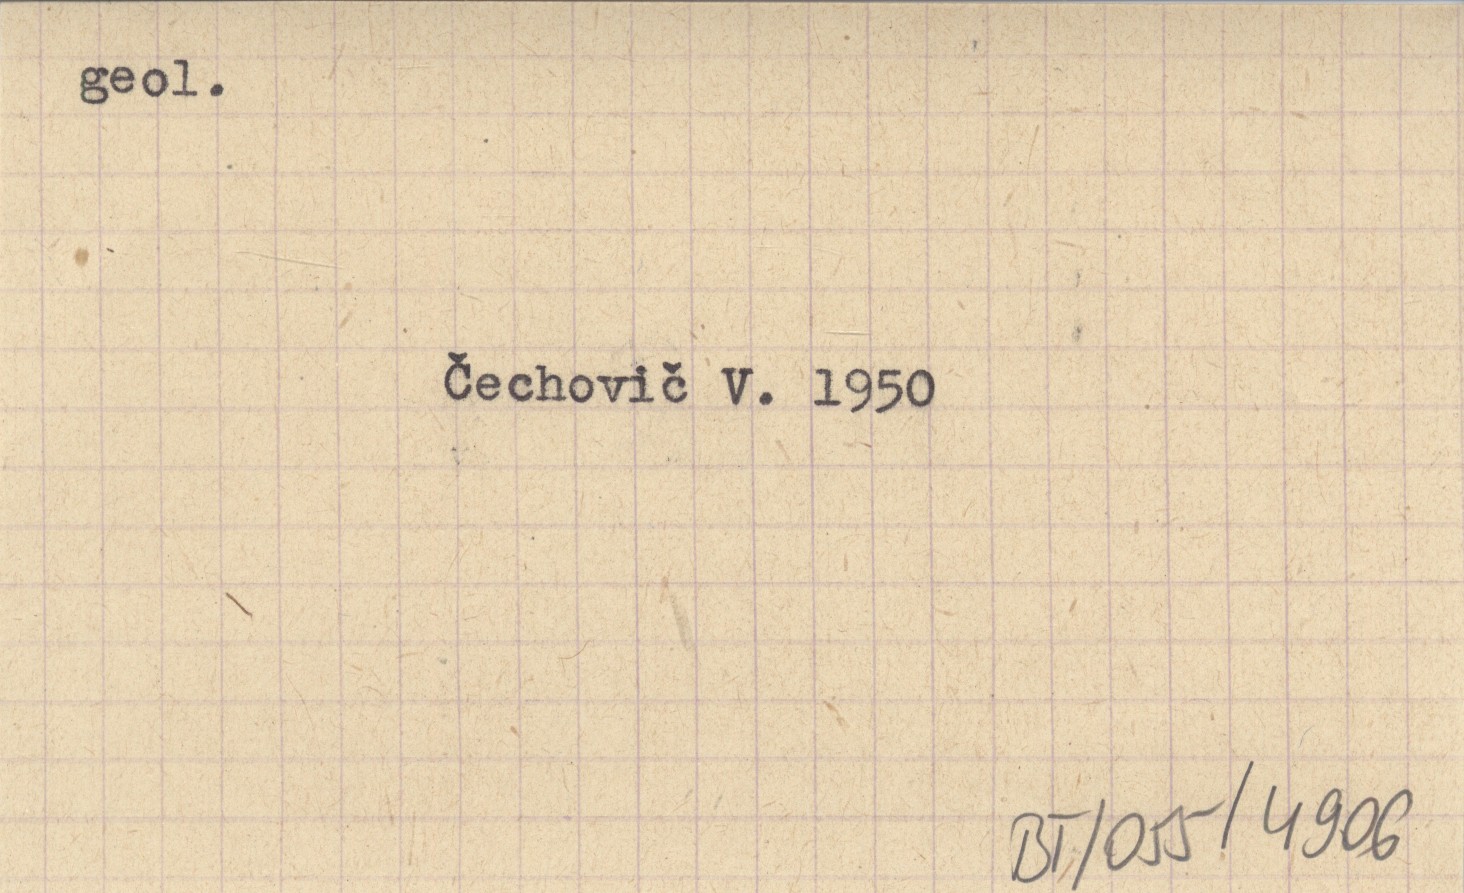 geol.
Čechovič V. 1950
BT/055/4906